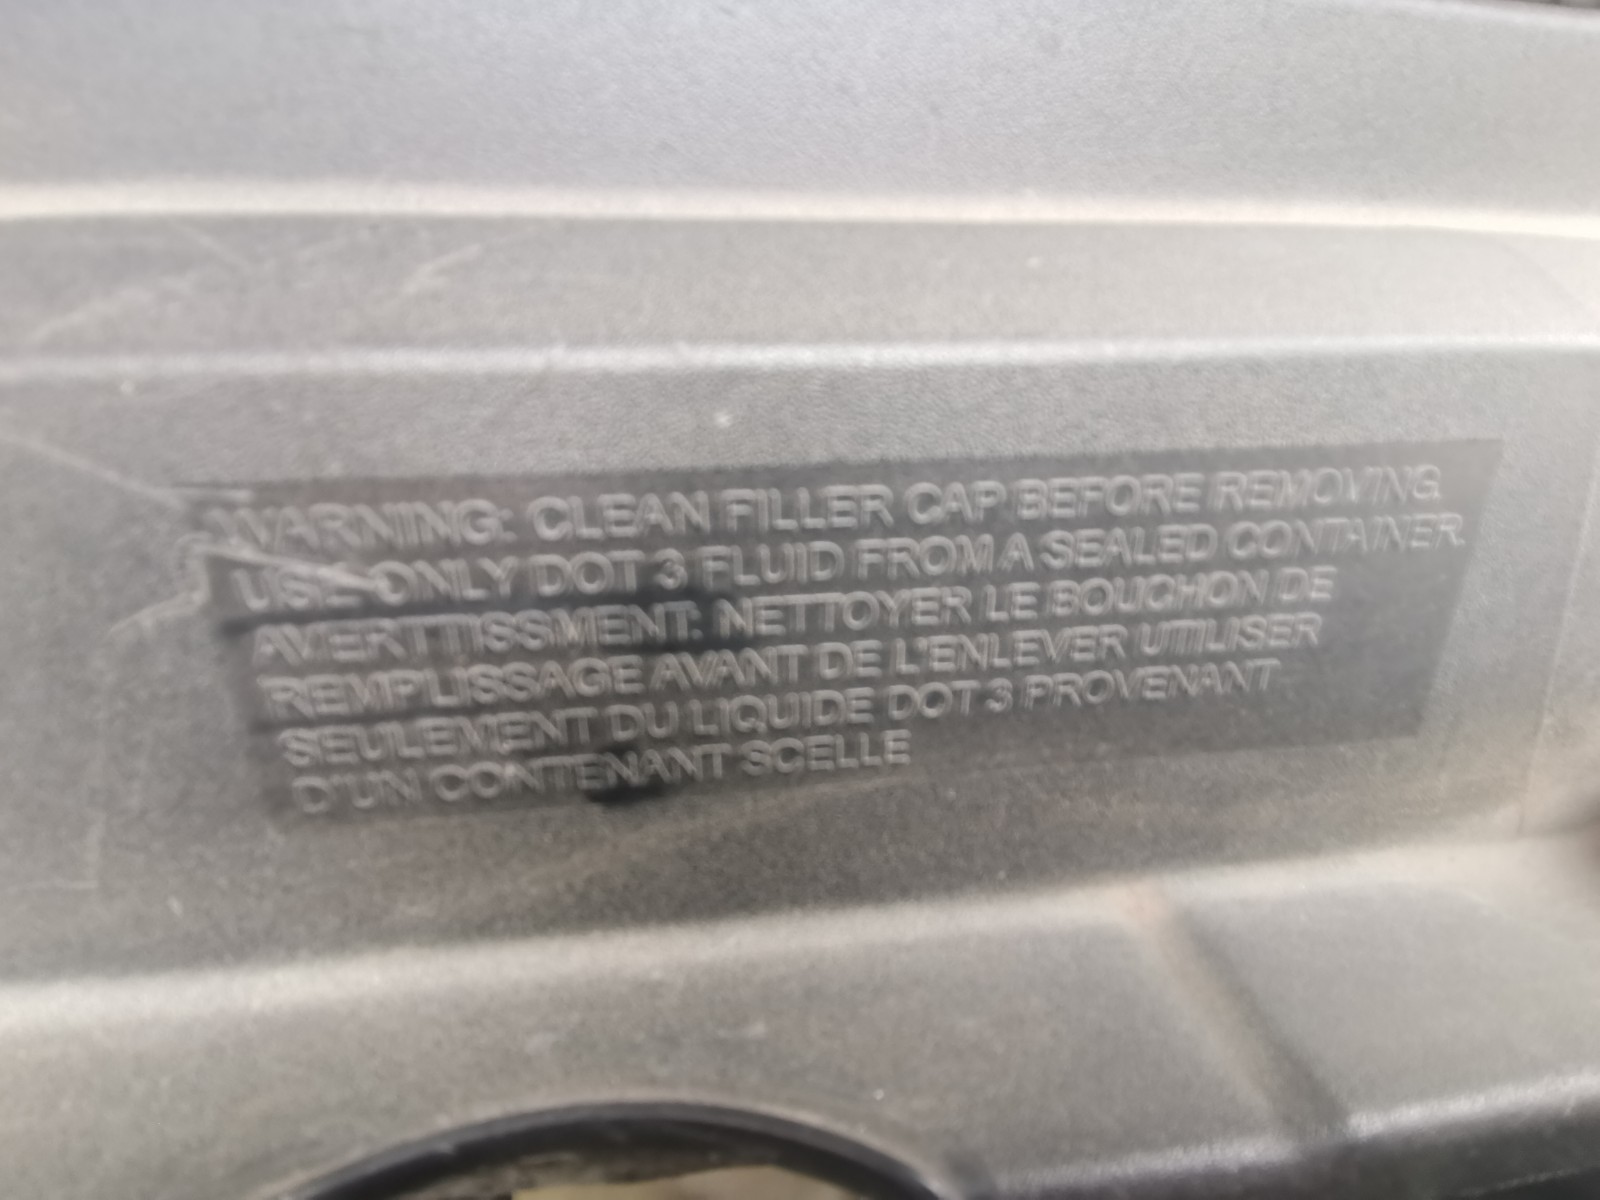 WARNING: CLEAN FILLER CAP BEFORE REMOVING.
USE ONLY DOT 3 FLUID FROM A SEALED CONTAINER.
AVERTTISSMENT: NETTOYER LE BOUCHON DE
REMPLISSAGE AVANT DE L'ENLEVER UTILISER
SEULEMENT DU LIQUIDE DOT 3 PROVENANT
D'UN CONTENANT SCELLE